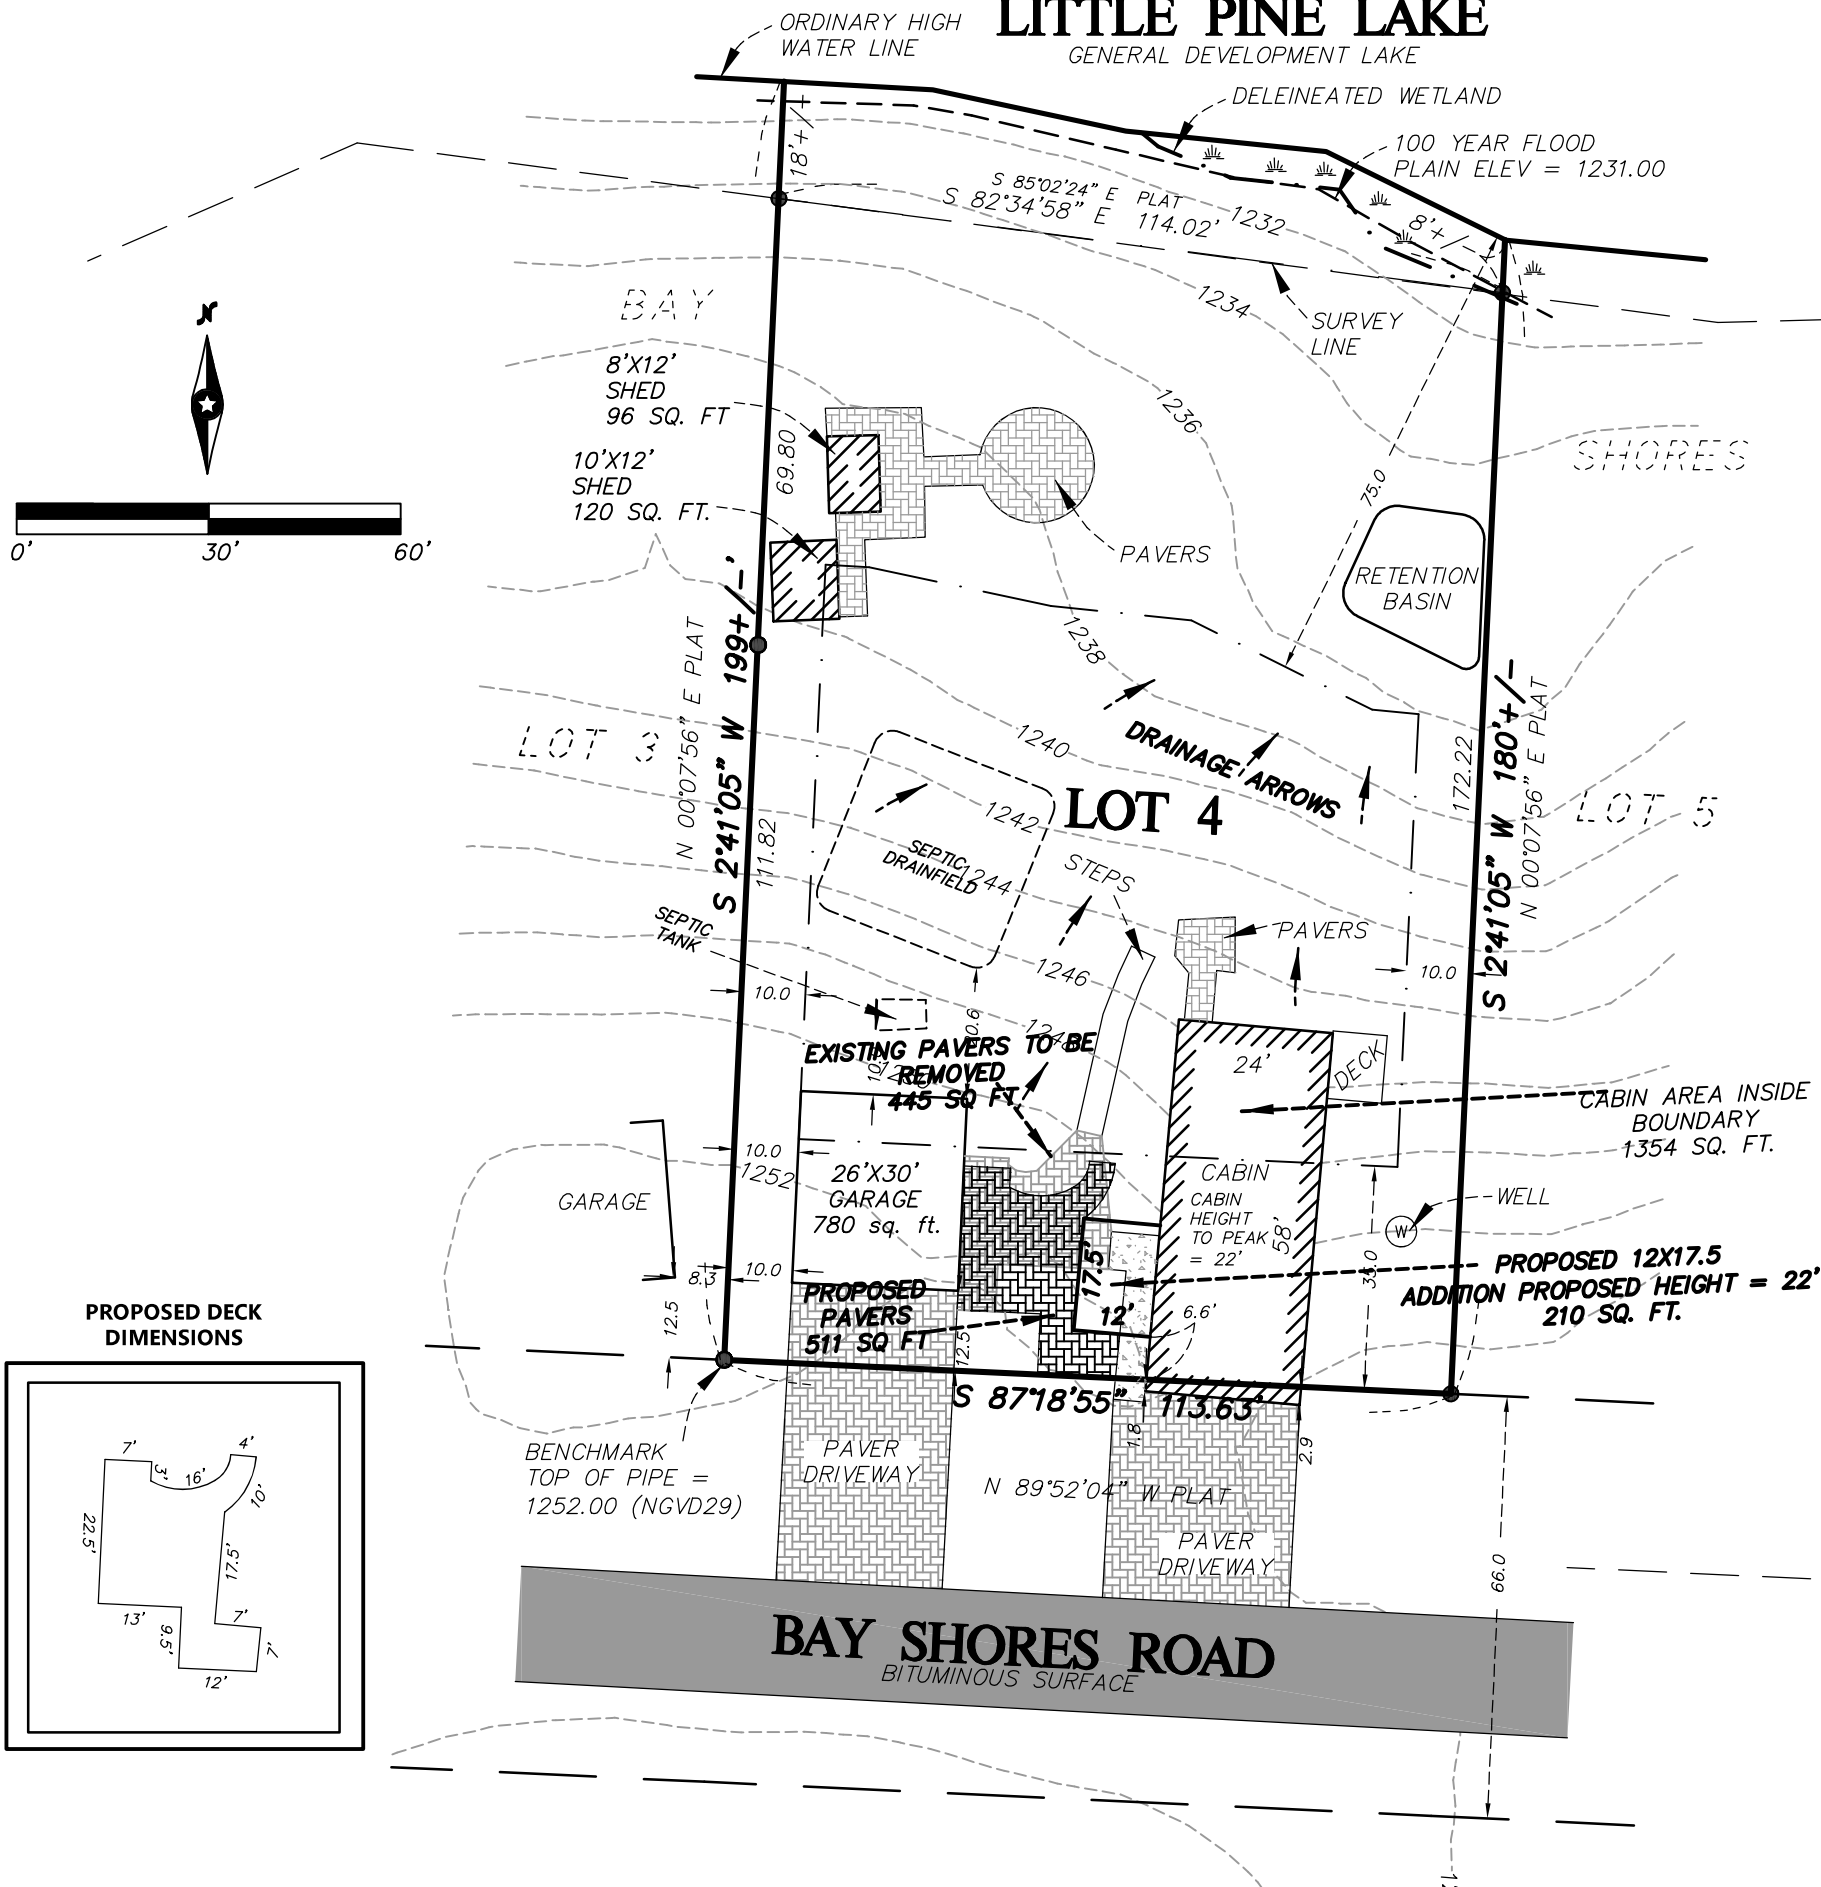 LITTLE PINE LAKE
GENERAL DEVELOPMENT LAKE
ORDINARY HIGH
WATER LINE
DELEINEATED WETLAND
100 YEAR FLOOD
PLAIN ELEV = 1231.00
18'+/-
S 85°02'24" E PLAT
S 82°34'58" E 114.02'
1232
8'+/-
1234
SURVEY
LINE
BAY
SHORES
8'X12'
SHED
96 SQ. FT
10'X12'
SHED
120 SQ. FT.
69.80
1236
75.0
PAVERS
RETENTION
BASIN
0' 30' 60'
1238
N 00°07'56" E PLAT
S 2°41'05" W 199+/-'
111.82
LOT 3
1240
DRAINAGE ARROWS
LOT 4
172.22
S 2°41'05" W 180'+/-
N 00°07'56" E PLAT
LOT 5
1242
SEPTIC
DRAINFIELD
1244
STEPS
SEPTIC
TANK
PAVERS
1246
10.0
10.0
EXISTING PAVERS TO BE
REMOVED
445 SQ FT
24'
DECK
CABIN AREA INSIDE
BOUNDARY
1354 SQ. FT.
10.0
1252
26'X30'
GARAGE
780 sq. ft.
GARAGE
CABIN
CABIN
HEIGHT
TO PEAK
= 22'
58'
WELL
W
35.0
17.5'
12'
6.6'
PROPOSED 12X17.5
ADDITION PROPOSED HEIGHT = 22'
210 SQ. FT.
8.3
10.0
12.5
PROPOSED
PAVERS
511 SQ FT
12.5
S 87°18'55" 113.63'
1.8
2.9
BENCHMARK
TOP OF PIPE =
1252.00 (NGVD29)
PAVER
DRIVEWAY
N 89°52'04" W PLAT
PAVER
DRIVEWAY
66.0
BAY SHORES ROAD
BITUMINOUS SURFACE
PROPOSED DECK
DIMENSIONS
7'
3'
16'
4'
10'
22.5'
17.5'
13'
9.5'
7'
7'
12'